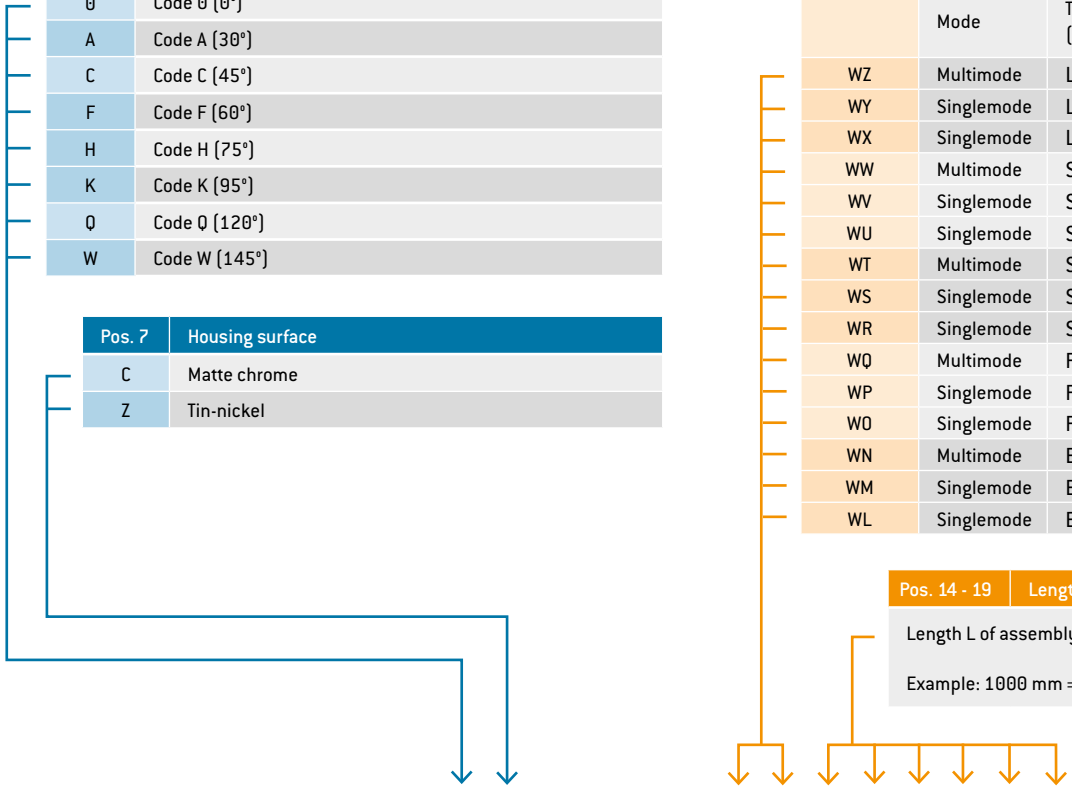 0 Code 0 (0°)
A Code A (30°)
C Code C (45°)
F Code F (60°)
H Code H (75°)
K Code K (95°)
Q Code Q (120°)
W Code W (145°)
Pos. 7 Housing surface
C Matte chrome
Z Tin-nickel
Mode
WZ Multimode
WY Singlemode
WX Singlemode
WW Multimode
WV Singlemode
WU Singlemode
WT Multimode
WS Singlemode
WR Singlemode
WQ Multimode
WP Singlemode
WO Singlemode
WN Multimode
WM Singlemode
WL Singlemode
Pos. 14 - 19
Length L of assembly
Example: 1000 mm =